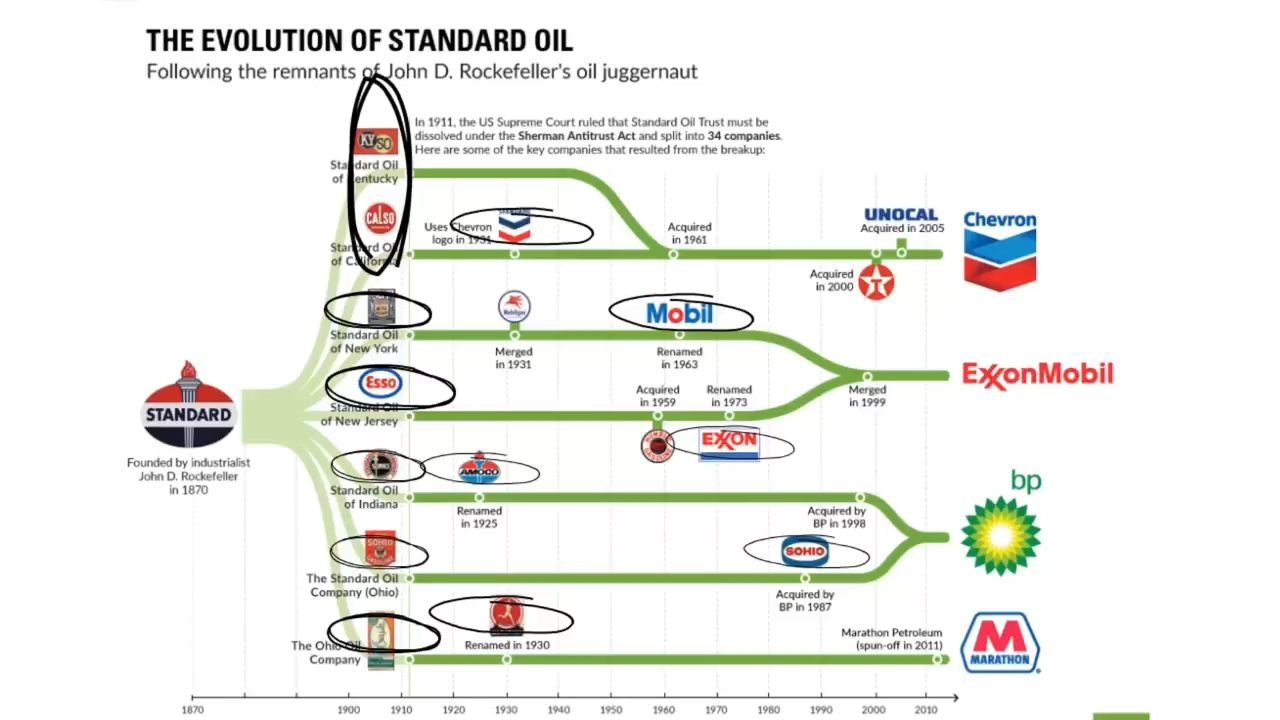 THE EVOLUTION OF STANDARD OIL
Following the remnants of John D. Rockefeller's oil juggernaut
In 1911, the US Supreme Court ruled that Standard Oil Trust must be
dissolved under the Sherman Antitrust Act and split into 34 companies.
Here are some of the key companies that resulted from the breakup:
KYSO
Standard Oil
of Kentucky
CALSO
Standard Oil
of California
Uses Chevron
logo in 1931
Acquired
in 1961
UNOCAL
Acquired in 2005
Acquired
in 2000
T
Chevron
Standard Oil
of New York
Mobilgas
Merged
in 1931
Mobil
Renamed
in 1963
Esso
Standard Oil
of New Jersey
Acquired
in 1959
Renamed
in 1973
EXXON
Merged
in 1999
ExxonMobil
STANDARD
Founded by industrialist
John D. Rockefeller
in 1870
Standard Oil
of Indiana
AMOCO
Renamed
in 1925
Acquired by
BP in 1998
bp
SOHIO
The Standard Oil
Company (Ohio)
SOHIO
Acquired by
BP in 1987
The Ohio Oil
Company
Renamed in 1930
Marathon Petroleum
(spun-off in 2011)
M
MARATHON
1870
1900
1910
1920
1930
1940
1950
1960
1970
1980
1990
2000
2010